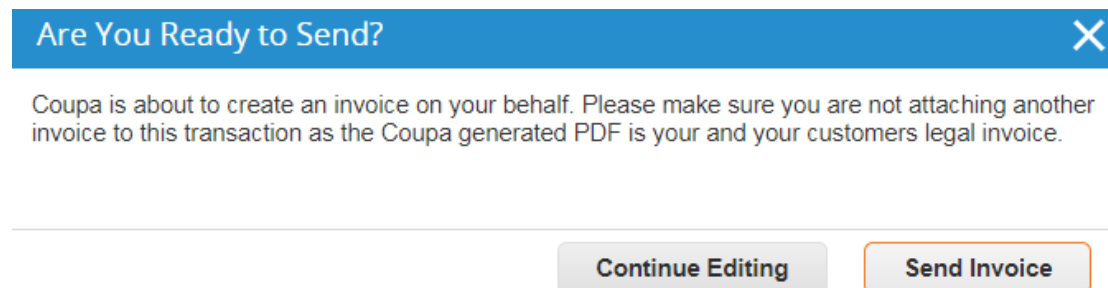 Are You Ready to Send?
Coupa is about to create an invoice on your behalf. Please make sure you are not attaching another
invoice to this transaction as the Coupa generated PDF is your and your customers legal invoice.
Continue Editing
Send Invoice